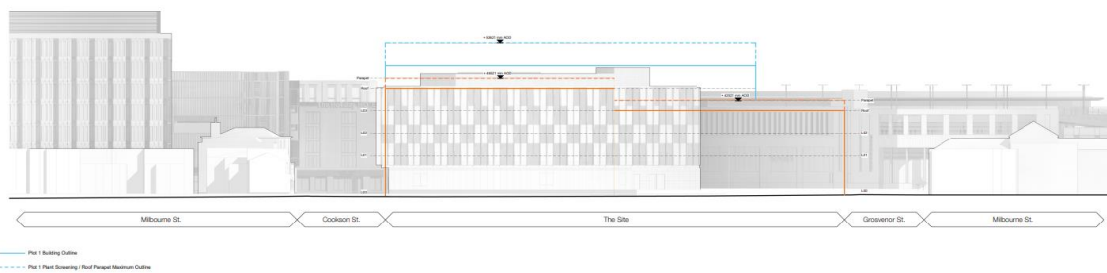 Parapet
Roof
L03
L02
L01
L00
Parapet
Roof
L02
L01
L00
Milbourne St.
Cookson St.
The Site
Grosvenor St.
Milbourne St.
Plot 1 Building Outline
Plot 1 Plant Screening / Roof Parapet Maximum Outline